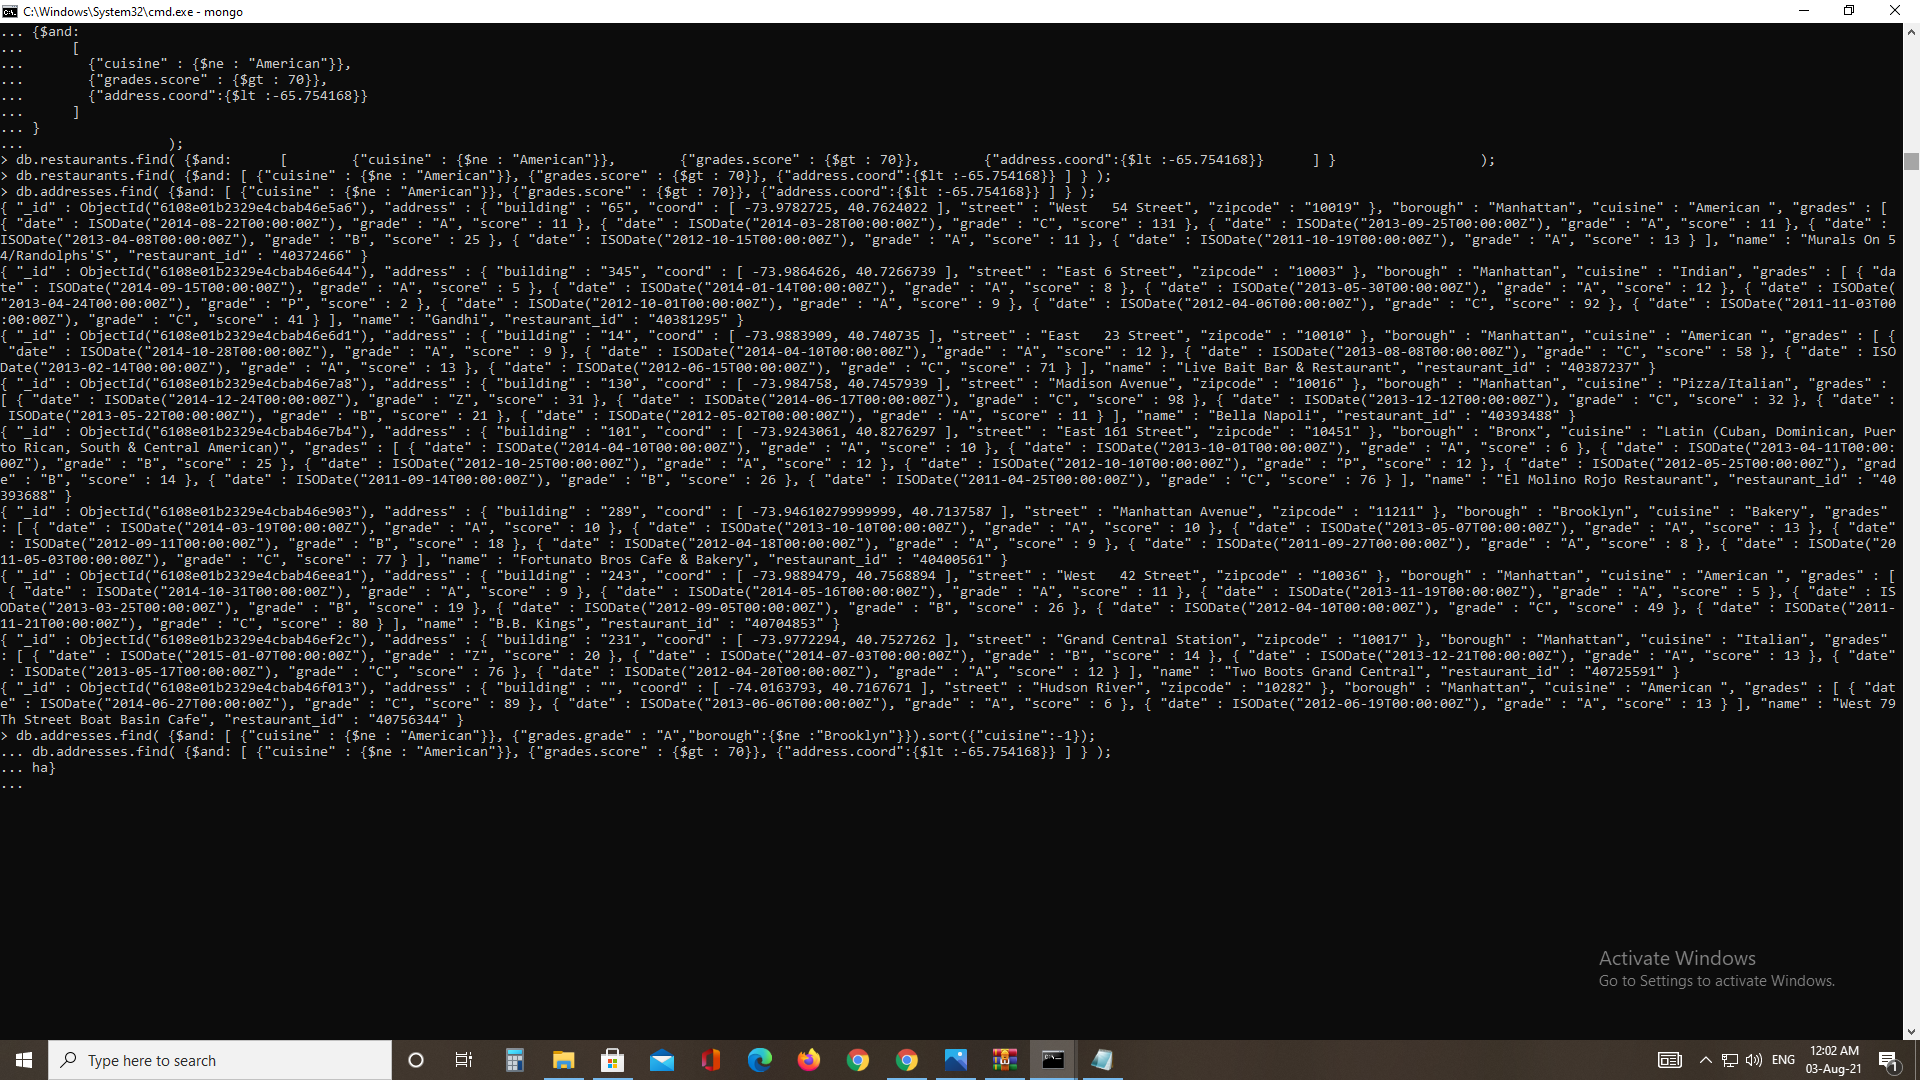 C:\Windows\System32\cmd.exe - mongo
... {$and:
...      [
...        {"cuisine" : {$ne : "American"}},
...        {"grades.score" : {$gt : 70}},
...        {"address.coord":{$lt :-65.754168}}
...      ]
... }
...                  );
> db.restaurants.find( {$and:      [        {"cuisine" : {$ne : "American"}},        {"grades.score" : {$gt : 70}},        {"address.coord":{$lt :-65.754168}}      ] }                  );
> db.restaurants.find( {$and: [ {"cuisine" : {$ne : "American"}}, {"grades.score" : {$gt : 70}}, {"address.coord":{$lt :-65.754168}} ] } );
> db.addresses.find( {$and: [ {"cuisine" : {$ne : "American"}}, {"grades.score" : {$gt : 70}}, {"address.coord":{$lt :-65.754168}} ] } );
{ "_id" : ObjectId("6108e01b2329e4cbab46e5a6"), "address" : { "building" : "65", "coord" : [ -73.9782725, 40.7624022 ], "street" : "West   54 Street", "zipcode" : "10019" }, "borough" : "Manhattan", "cuisine" : "American ", "grades" : [
{ "date" : ISODate("2014-08-22T00:00:00Z"), "grade" : "A", "score" : 11 }, { "date" : ISODate("2014-03-28T00:00:00Z"), "grade" : "C", "score" : 131 }, { "date" : ISODate("2013-09-25T00:00:00Z"), "grade" : "A", "score" : 11 }, { "date" :
ISODate("2013-04-08T00:00:00Z"), "grade" : "B", "score" : 25 }, { "date" : ISODate("2012-10-15T00:00:00Z"), "grade" : "A", "score" : 11 }, { "date" : ISODate("2011-10-19T00:00:00Z"), "grade" : "A", "score" : 13 } ], "name" : "Murals On 5
4/Randolphs'S", "restaurant_id" : "40372466" }
{ "_id" : ObjectId("6108e01b2329e4cbab46e644"), "address" : { "building" : "345", "coord" : [ -73.9864626, 40.7266739 ], "street" : "East 6 Street", "zipcode" : "10003" }, "borough" : "Manhattan", "cuisine" : "Indian", "grades" : [ { "da
te" : ISODate("2014-09-15T00:00:00Z"), "grade" : "A", "score" : 5 }, { "date" : ISODate("2014-01-14T00:00:00Z"), "grade" : "A", "score" : 8 }, { "date" : ISODate("2013-05-30T00:00:00Z"), "grade" : "A", "score" : 12 }, { "date" : ISODate(
"2013-04-24T00:00:00Z"), "grade" : "P", "score" : 2 }, { "date" : ISODate("2012-10-01T00:00:00Z"), "grade" : "A", "score" : 9 }, { "date" : ISODate("2012-04-06T00:00:00Z"), "grade" : "C", "score" : 92 }, { "date" : ISODate("2011-11-03T00
:00:00Z"), "grade" : "C", "score" : 41 } ], "name" : "Gandhi", "restaurant_id" : "40381295" }
{ "_id" : ObjectId("6108e01b2329e4cbab46e6d1"), "address" : { "building" : "14", "coord" : [ -73.9883909, 40.740735 ], "street" : "East   23 Street", "zipcode" : "10010" }, "borough" : "Manhattan", "cuisine" : "American ", "grades" : [ {
 "date" : ISODate("2014-10-28T00:00:00Z"), "grade" : "A", "score" : 9 }, { "date" : ISODate("2014-04-10T00:00:00Z"), "grade" : "A", "score" : 12 }, { "date" : ISODate("2013-08-08T00:00:00Z"), "grade" : "C", "score" : 58 }, { "date" : ISO
Date("2013-02-14T00:00:00Z"), "grade" : "A", "score" : 13 }, { "date" : ISODate("2012-06-15T00:00:00Z"), "grade" : "C", "score" : 71 } ], "name" : "Live Bait Bar & Restaurant", "restaurant_id" : "40387237" }
{ "_id" : ObjectId("6108e01b2329e4cbab46e7a8"), "address" : { "building" : "130", "coord" : [ -73.984758, 40.7457939 ], "street" : "Madison Avenue", "zipcode" : "10016" }, "borough" : "Manhattan", "cuisine" : "Pizza/Italian", "grades" :
[ { "date" : ISODate("2014-12-24T00:00:00Z"), "grade" : "Z", "score" : 31 }, { "date" : ISODate("2014-06-17T00:00:00Z"), "grade" : "C", "score" : 98 }, { "date" : ISODate("2013-12-12T00:00:00Z"), "grade" : "C", "score" : 32 }, { "date" :
 ISODate("2013-05-22T00:00:00Z"), "grade" : "B", "score" : 21 }, { "date" : ISODate("2012-05-02T00:00:00Z"), "grade" : "A", "score" : 11 } ], "name" : "Bella Napoli", "restaurant_id" : "40393488" }
{ "_id" : ObjectId("6108e01b2329e4cbab46e7b4"), "address" : { "building" : "101", "coord" : [ -73.9243061, 40.8276297 ], "street" : "East 161 Street", "zipcode" : "10451" }, "borough" : "Bronx", "cuisine" : "Latin (Cuban, Dominican, Puer
to Rican, South & Central American)", "grades" : [ { "date" : ISODate("2014-04-10T00:00:00Z"), "grade" : "A", "score" : 10 }, { "date" : ISODate("2013-10-01T00:00:00Z"), "grade" : "A", "score" : 6 }, { "date" : ISODate("2013-04-11T00:00:
00Z"), "grade" : "B", "score" : 25 }, { "date" : ISODate("2012-10-25T00:00:00Z"), "grade" : "A", "score" : 12 }, { "date" : ISODate("2012-10-10T00:00:00Z"), "grade" : "P", "score" : 12 }, { "date" : ISODate("2012-05-25T00:00:00Z"), "grad
e" : "B", "score" : 14 }, { "date" : ISODate("2011-09-14T00:00:00Z"), "grade" : "B", "score" : 26 }, { "date" : ISODate("2011-04-25T00:00:00Z"), "grade" : "C", "score" : 76 } ], "name" : "El Molino Rojo Restaurant", "restaurant_id" : "40
393688" }
{ "_id" : ObjectId("6108e01b2329e4cbab46e903"), "address" : { "building" : "289", "coord" : [ -73.94610279999999, 40.7137587 ], "street" : "Manhattan Avenue", "zipcode" : "11211" }, "borough" : "Brooklyn", "cuisine" : "Bakery", "grades"
: [ { "date" : ISODate("2014-03-19T00:00:00Z"), "grade" : "A", "score" : 10 }, { "date" : ISODate("2013-10-10T00:00:00Z"), "grade" : "A", "score" : 10 }, { "date" : ISODate("2013-05-07T00:00:00Z"), "grade" : "A", "score" : 13 }, { "date"
 : ISODate("2012-09-11T00:00:00Z"), "grade" : "B", "score" : 18 }, { "date" : ISODate("2012-04-18T00:00:00Z"), "grade" : "A", "score" : 9 }, { "date" : ISODate("2011-09-27T00:00:00Z"), "grade" : "A", "score" : 8 }, { "date" : ISODate("20
11-05-03T00:00:00Z"), "grade" : "C", "score" : 77 } ], "name" : "Fortunato Bros Cafe & Bakery", "restaurant_id" : "40400561" }
{ "_id" : ObjectId("6108e01b2329e4cbab46eea1"), "address" : { "building" : "243", "coord" : [ -73.9889479, 40.7568894 ], "street" : "West   42 Street", "zipcode" : "10036" }, "borough" : "Manhattan", "cuisine" : "American ", "grades" : [
 { "date" : ISODate("2014-10-31T00:00:00Z"), "grade" : "A", "score" : 9 }, { "date" : ISODate("2014-05-16T00:00:00Z"), "grade" : "A", "score" : 11 }, { "date" : ISODate("2013-11-19T00:00:00Z"), "grade" : "A", "score" : 5 }, { "date" : IS
ODate("2013-03-25T00:00:00Z"), "grade" : "B", "score" : 19 }, { "date" : ISODate("2012-09-05T00:00:00Z"), "grade" : "B", "score" : 26 }, { "date" : ISODate("2012-04-10T00:00:00Z"), "grade" : "C", "score" : 49 }, { "date" : ISODate("2011-
11-21T00:00:00Z"), "grade" : "C", "score" : 80 } ], "name" : "B.B. Kings", "restaurant_id" : "40704853" }
{ "_id" : ObjectId("6108e01b2329e4cbab46ef2c"), "address" : { "building" : "231", "coord" : [ -73.9772294, 40.7527262 ], "street" : "Grand Central Station", "zipcode" : "10017" }, "borough" : "Manhattan", "cuisine" : "Italian", "grades"
: [ { "date" : ISODate("2015-01-07T00:00:00Z"), "grade" : "Z", "score" : 20 }, { "date" : ISODate("2014-07-03T00:00:00Z"), "grade" : "B", "score" : 14 }, { "date" : ISODate("2013-12-21T00:00:00Z"), "grade" : "A", "score" : 13 }, { "date"
 : ISODate("2013-05-17T00:00:00Z"), "grade" : "C", "score" : 76 }, { "date" : ISODate("2012-04-20T00:00:00Z"), "grade" : "A", "score" : 12 } ], "name" : "Two Boots Grand Central", "restaurant_id" : "40725591" }
{ "_id" : ObjectId("6108e01b2329e4cbab46f013"), "address" : { "building" : "", "coord" : [ -74.0163793, 40.7167671 ], "street" : "Hudson River", "zipcode" : "10282" }, "borough" : "Manhattan", "cuisine" : "American ", "grades" : [ { "dat
e" : ISODate("2014-06-27T00:00:00Z"), "grade" : "C", "score" : 89 }, { "date" : ISODate("2013-06-06T00:00:00Z"), "grade" : "A", "score" : 6 }, { "date" : ISODate("2012-06-19T00:00:00Z"), "grade" : "A", "score" : 13 } ], "name" : "West 79
Th Street Boat Basin Cafe", "restaurant_id" : "40756344" }
> db.addresses.find( {$and: [ {"cuisine" : {$ne : "American"}}, {"grades.grade" : "A","borough":{$ne :"Brooklyn"}}).sort({"cuisine":-1});
... db.addresses.find( {$and: [ {"cuisine" : {$ne : "American"}}, {"grades.score" : {$gt : 70}}, {"address.coord":{$lt :-65.754168}} ] } );
... ha}
...
Activate Windows
Go to Settings to activate Windows.
Type here to search
ENG
12:02 AM
03-Aug-21
1